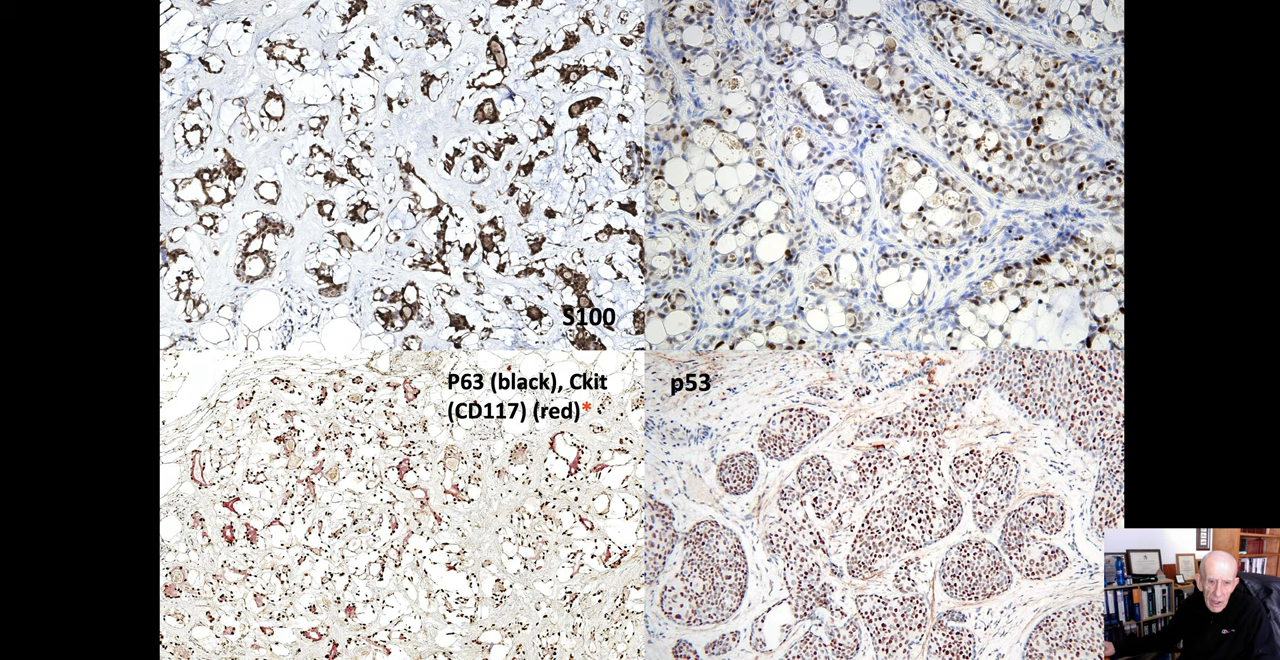 S100
P63 (black), Ckit
(CD117) (red)*
p53